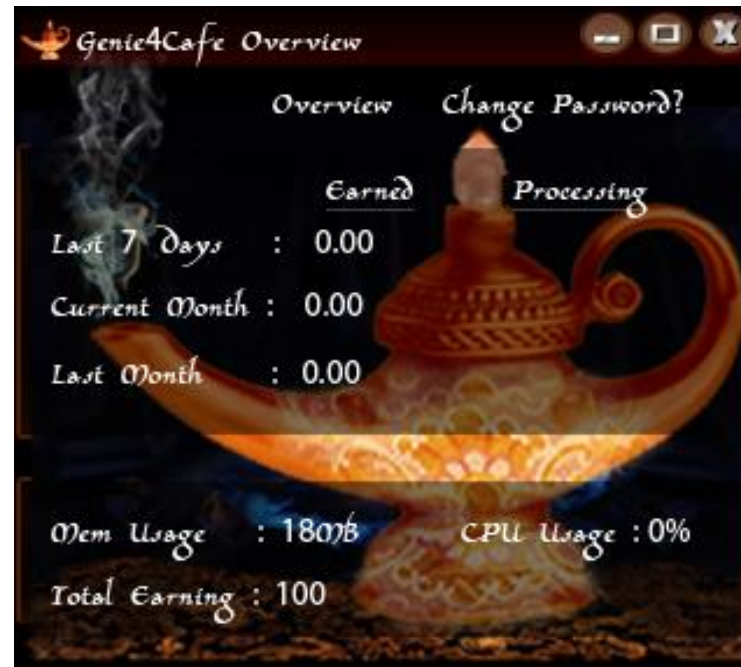 Genie4Cafe Overview
Overview Change Password?
Earned Processing
Last 7 Days : 0.00
Current Month : 0.00
Last Month : 0.00
Mem Usage : 18MB CPU Usage : 0%
Total Earning : 100